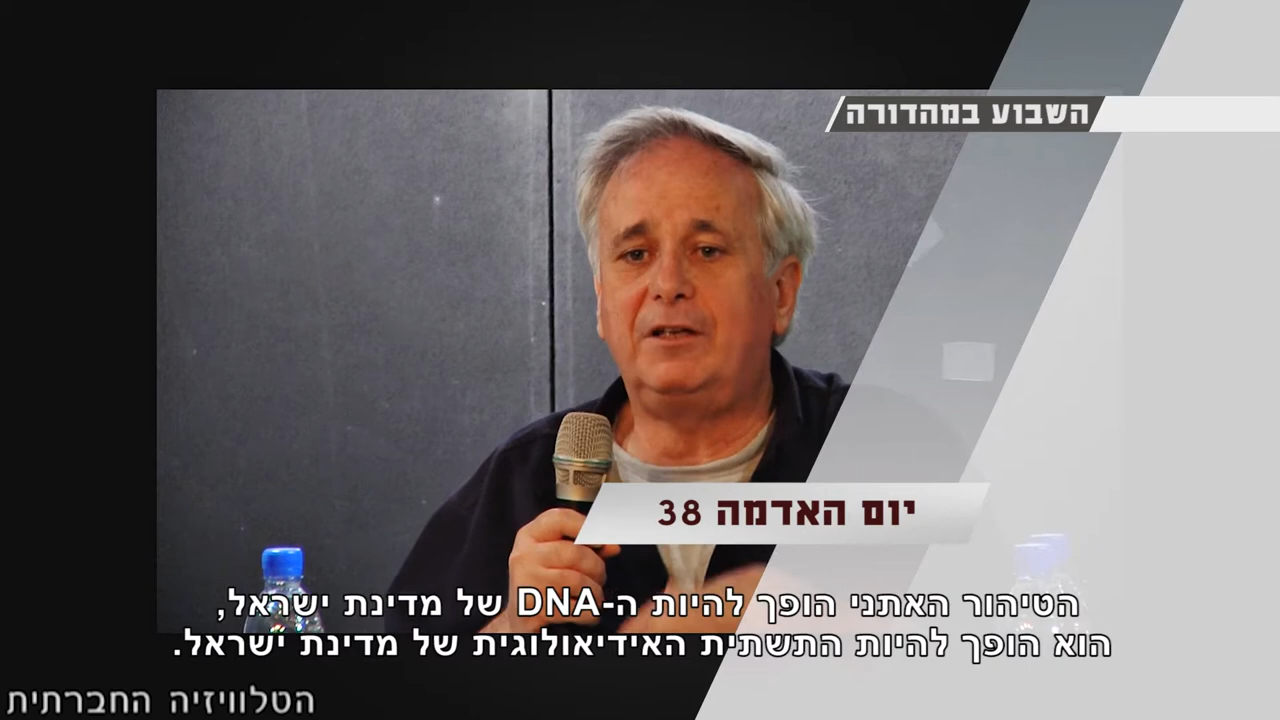 השבוע במהדורה
יום האדמה 38
הטיהור האתני הופך להיות ה-DNA של מדינת ישראל,
הוא הופך להיות התשתית האידיאולוגית של מדינת ישראל.
הטלוויזיה החברתית